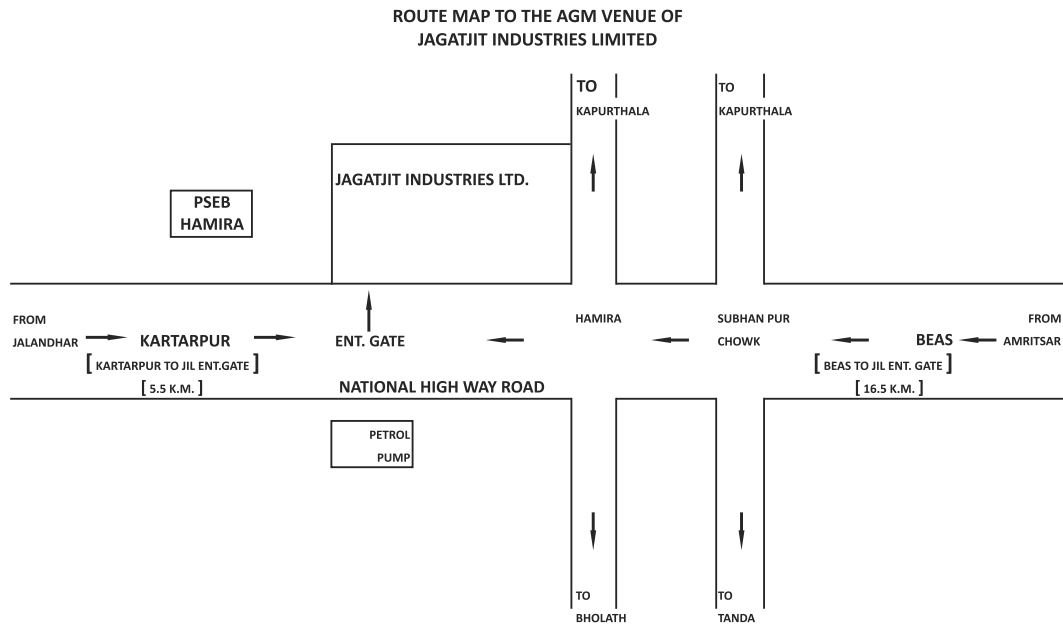 ROUTE MAP TO THE AGM VENUE OF
JAGATJIT INDUSTRIES LIMITED
TO
KAPURTHALA
TO
KAPURTHALA
JAGATJIT INDUSTRIES LTD.
PSEB
HAMIRA
FROM
JALANDHAR
KARTARPUR
[ KARTARPUR TO JIL ENT.GATE ]
[ 5.5 K.M. ]
ENT. GATE
HAMIRA
SUBHAN PUR
CHOWK
BEAS
[ BEAS TO JIL ENT. GATE ]
[ 16.5 K.M. ]
FROM
AMRITSAR
NATIONAL HIGH WAY ROAD
PETROL
PUMP
TO
BHOLATH
TO
TANDA